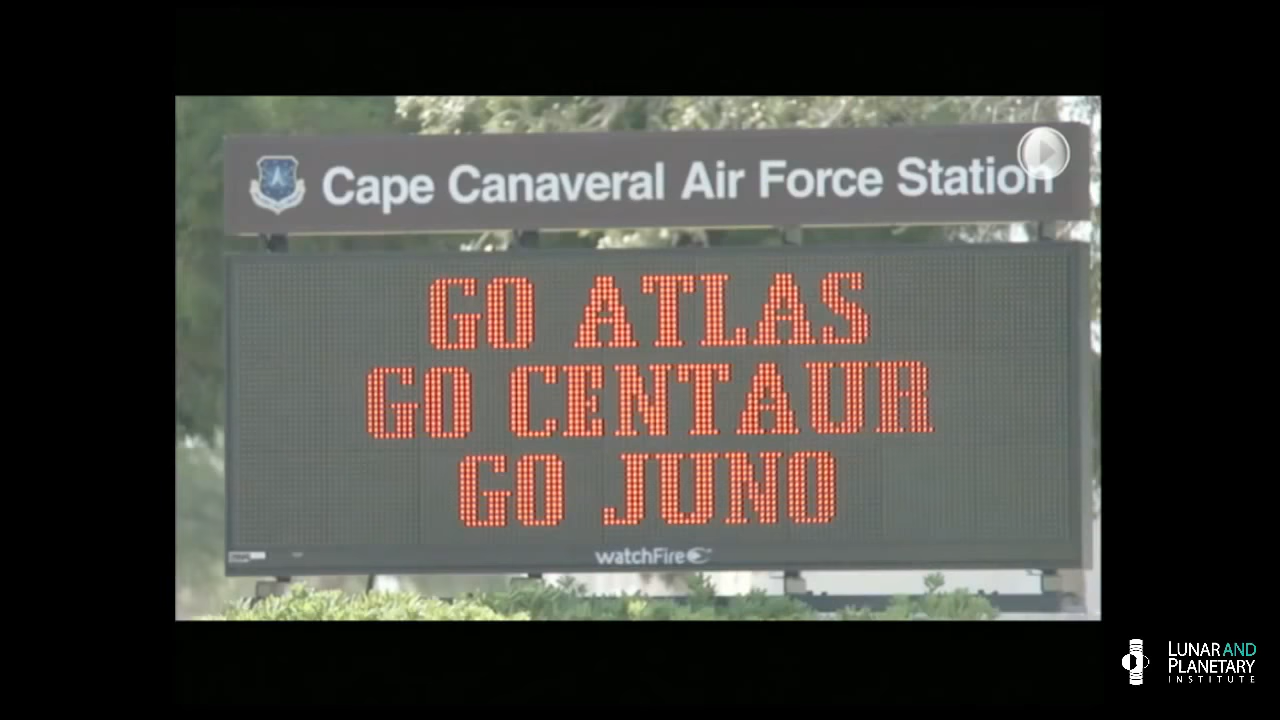 Cape Canaveral Air Force Station
GO ATLAS
GO CENTAUR
GO JUNO
watchFire
LUNAR AND
PLANETARY
INSTITUTE